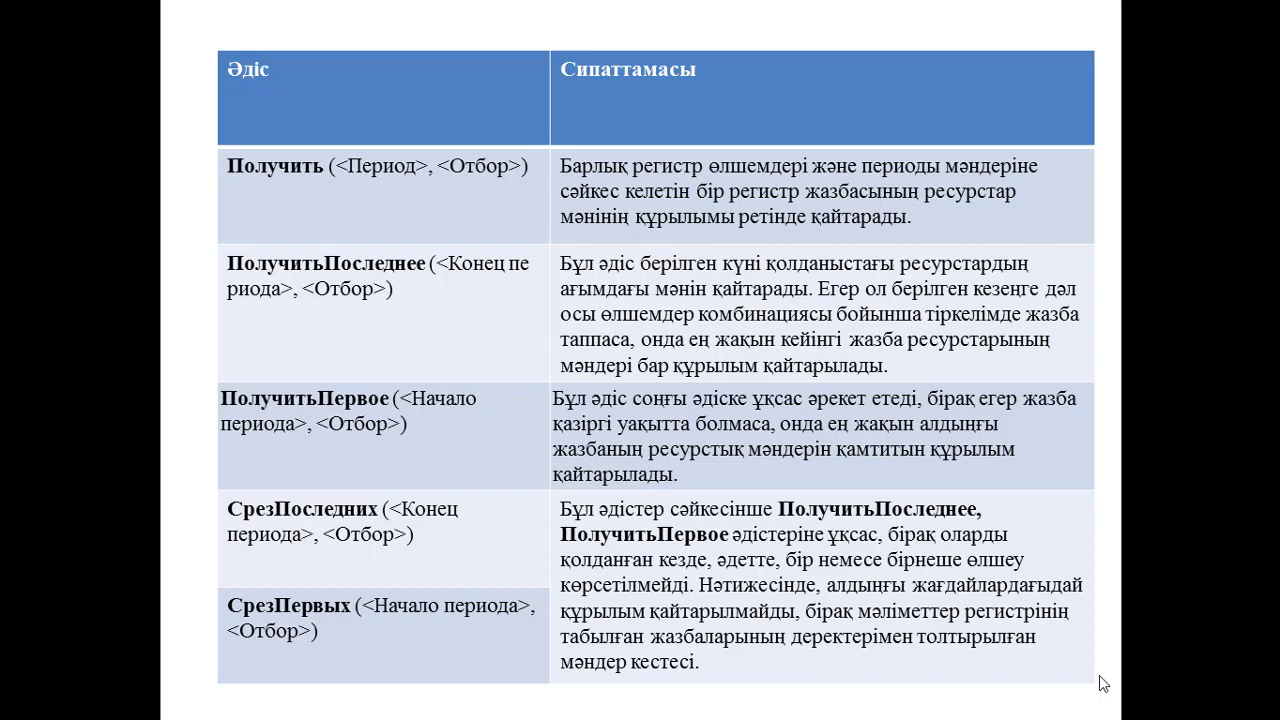 Әдіс
Сипаттамасы
Получить (<Период>, <Отбор>)
Барлық регистр өлшемдері және периоды мәндеріне
сәйкес келетін бір регистр жазбасының ресурстар
мәнінің құрылымы ретінде қайтарады.
ПолучитьПоследнее (<Конец пе
риода>, <Отбор>)
Бұл әдіс берілген күні қолданыстағы ресурстардың
ағымдағы мәнін қайтарады. Егер ол берілген кезеңге дәл
осы өлшемдер комбинациясы бойынша тіркелімде жазба
таппаса, онда ең жақын кейінгі жазба ресурстарының
мәндері бар құрылым қайтарылады.
ПолучитьПервое (<Начало
периода>, <Отбор>)
Бұл әдіс соңғы әдіске ұқсас әрекет етеді, бірақ егер жазба
қазіргі уақытта болмаса, онда ең жақын алдыңғы
жазбаның ресурстық мәндерін қамтитын құрылым
қайтарылады.
СрезПоследних (<Конец
периода>, <Отбор>)
СрезПервых (<Начало периода>,
<Отбор>)
Бұл әдістер сәйкесінше ПолучитьПоследнее,
ПолучитьПервое әдістеріне ұқсас, бірақ оларды
қолданған кезде, әдетте, бір немесе бірнеше өлшеу
көрсетілмейді. Нәтижесінде, алдыңғы жағдайлардағыдай
құрылым қайтарылмайды, бірақ мәліметтер регистрінің
табылған жазбаларының деректерімен толтырылған
мәндер кестесі.